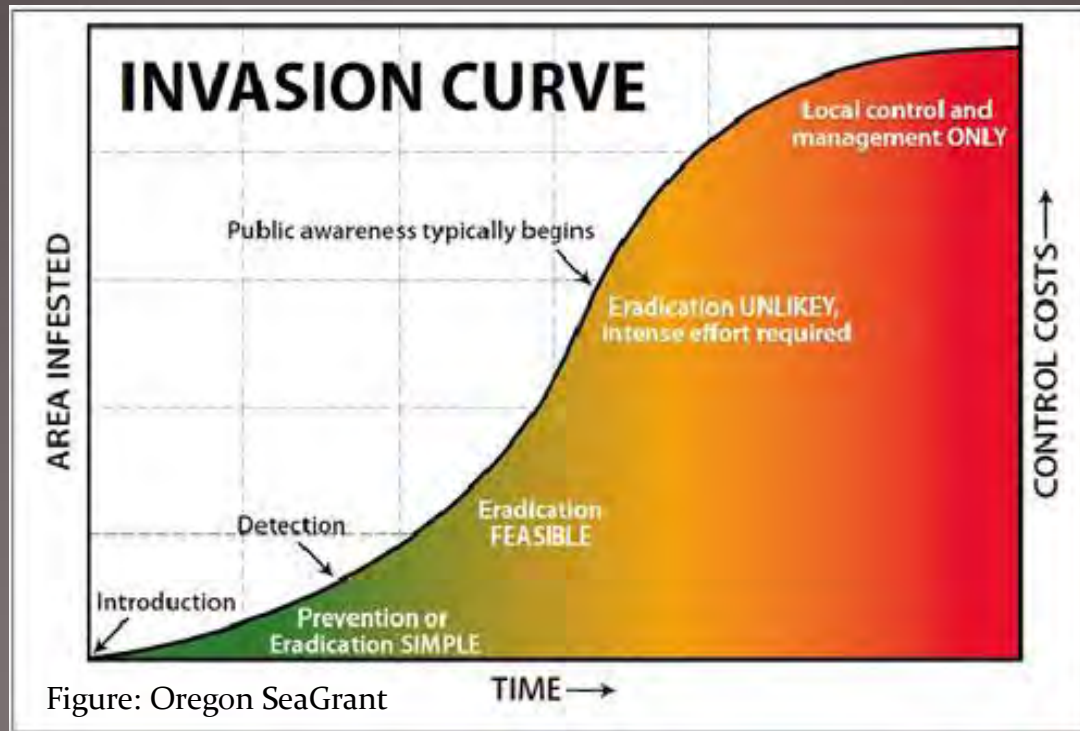 INVASION CURVE
Local control and
management ONLY
Public awareness typically begins
Eradication UNLIKEY,
intense effort required
AREA INFESTED
CONTROL COSTS
Eradication
FEASIBLE
Detection
Introduction
Prevention or
Eradication SIMPLE
TIME
Figure: Oregon SeaGrant